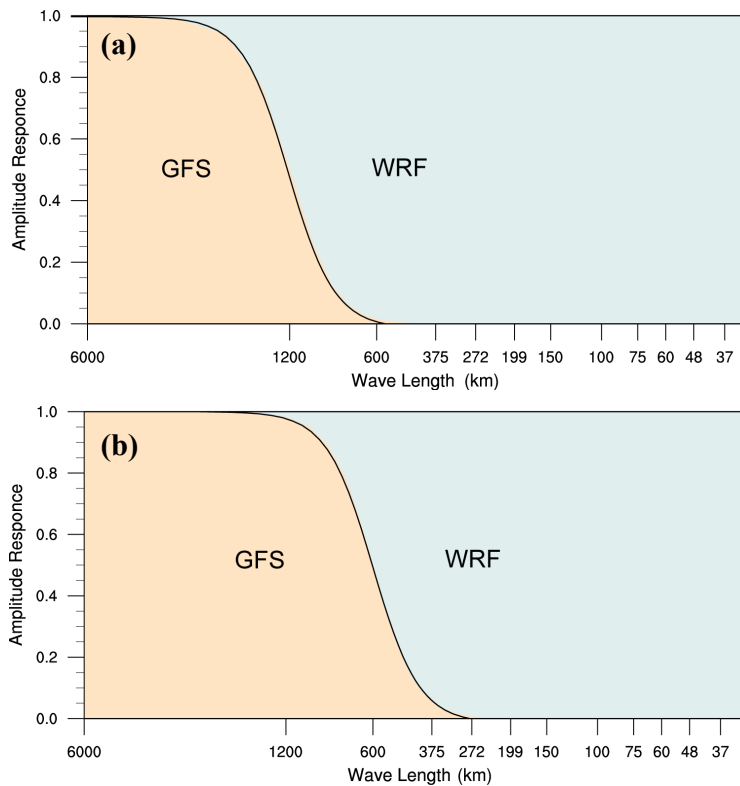 1.0
(a)
0.8
0.6
GFS
WRF
0.4
0.2
0.0
Amplitude Responce
6000 1200 600 375 272 199 150 100 75 60 48 37
Wave Length (km)
1.0
(b)
0.8
0.6
GFS
WRF
0.4
0.2
0.0
Amplitude Responce
6000 1200 600 375 272 199 150 100 75 60 48 37
Wave Length (km)